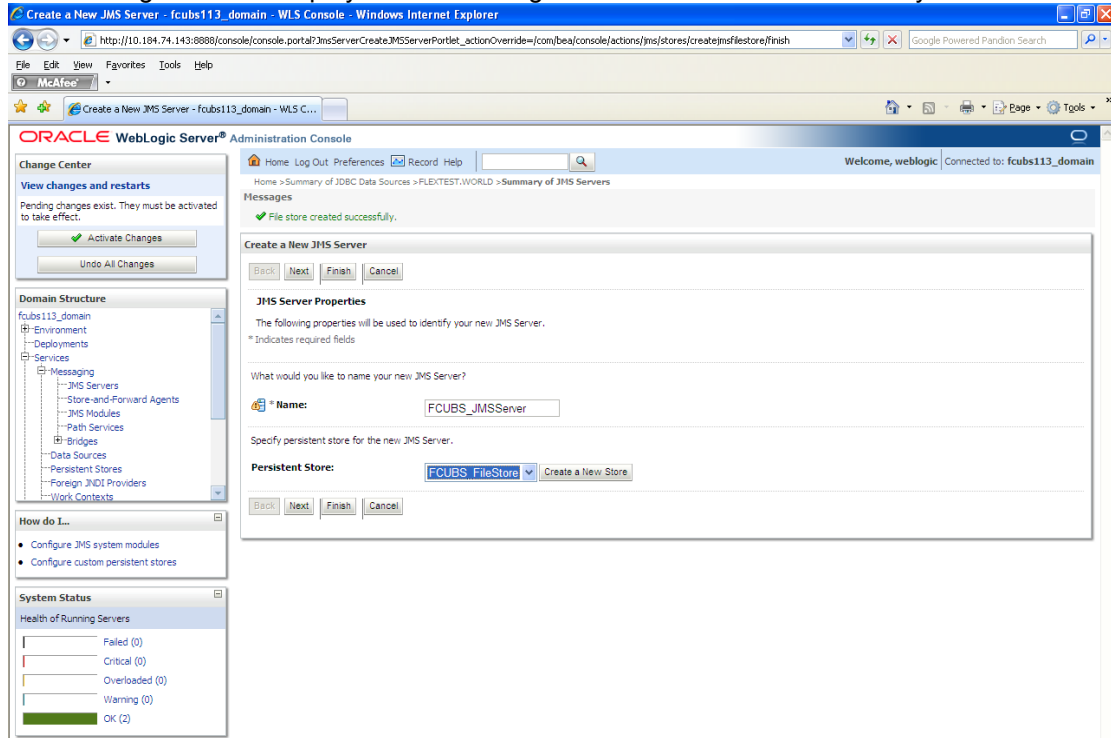 Create a New JMS Server - fcubs113_domain - WLS Console - Windows Internet Explorer
http://10.184.74.143:8888/console/console.portal?JmsServerCreateJMSServerPortlet_actionOverride=/com/bea/console/actions/jms/stores/createjmsfilestore/finish
Google Powered Pandion Search
File Edit View Favorites Tools Help
McAfee
Create a New JMS Server - fcubs113_domain - WLS C...
Page Tools
ORACLE WebLogic Server® Administration Console
Change Center
View changes and restarts
Pending changes exist. They must be activated
to take effect.
Activate Changes
Undo All Changes
Domain Structure
fcubs113_domain
Environment
Deployments
Services
Messaging
JMS Servers
Store-and-Forward Agents
JMS Modules
Path Services
Bridges
Data Sources
Persistent Stores
Foreign JNDI Providers
Work Contexts
How do I...
Configure JMS system modules
Configure custom persistent stores
System Status
Health of Running Servers
Failed (0)
Critical (0)
Overloaded (0)
Warning (0)
OK (2)
Home Log Out Preferences Record Help
Welcome, weblogic Connected to: fcubs113_domain
Home >Summary of JDBC Data Sources >FLEXTEST.WORLD >Summary of JMS Servers
Messages
File store created successfully.
Create a New JMS Server
Back Next Finish Cancel
JMS Server Properties
The following properties will be used to identify your new JMS Server.
* Indicates required fields
What would you like to name your new JMS Server?
* Name: FCUBS_JMSServer
Specify persistent store for the new JMS Server.
Persistent Store: FCUBS_FileStore Create a New Store
Back Next Finish Cancel